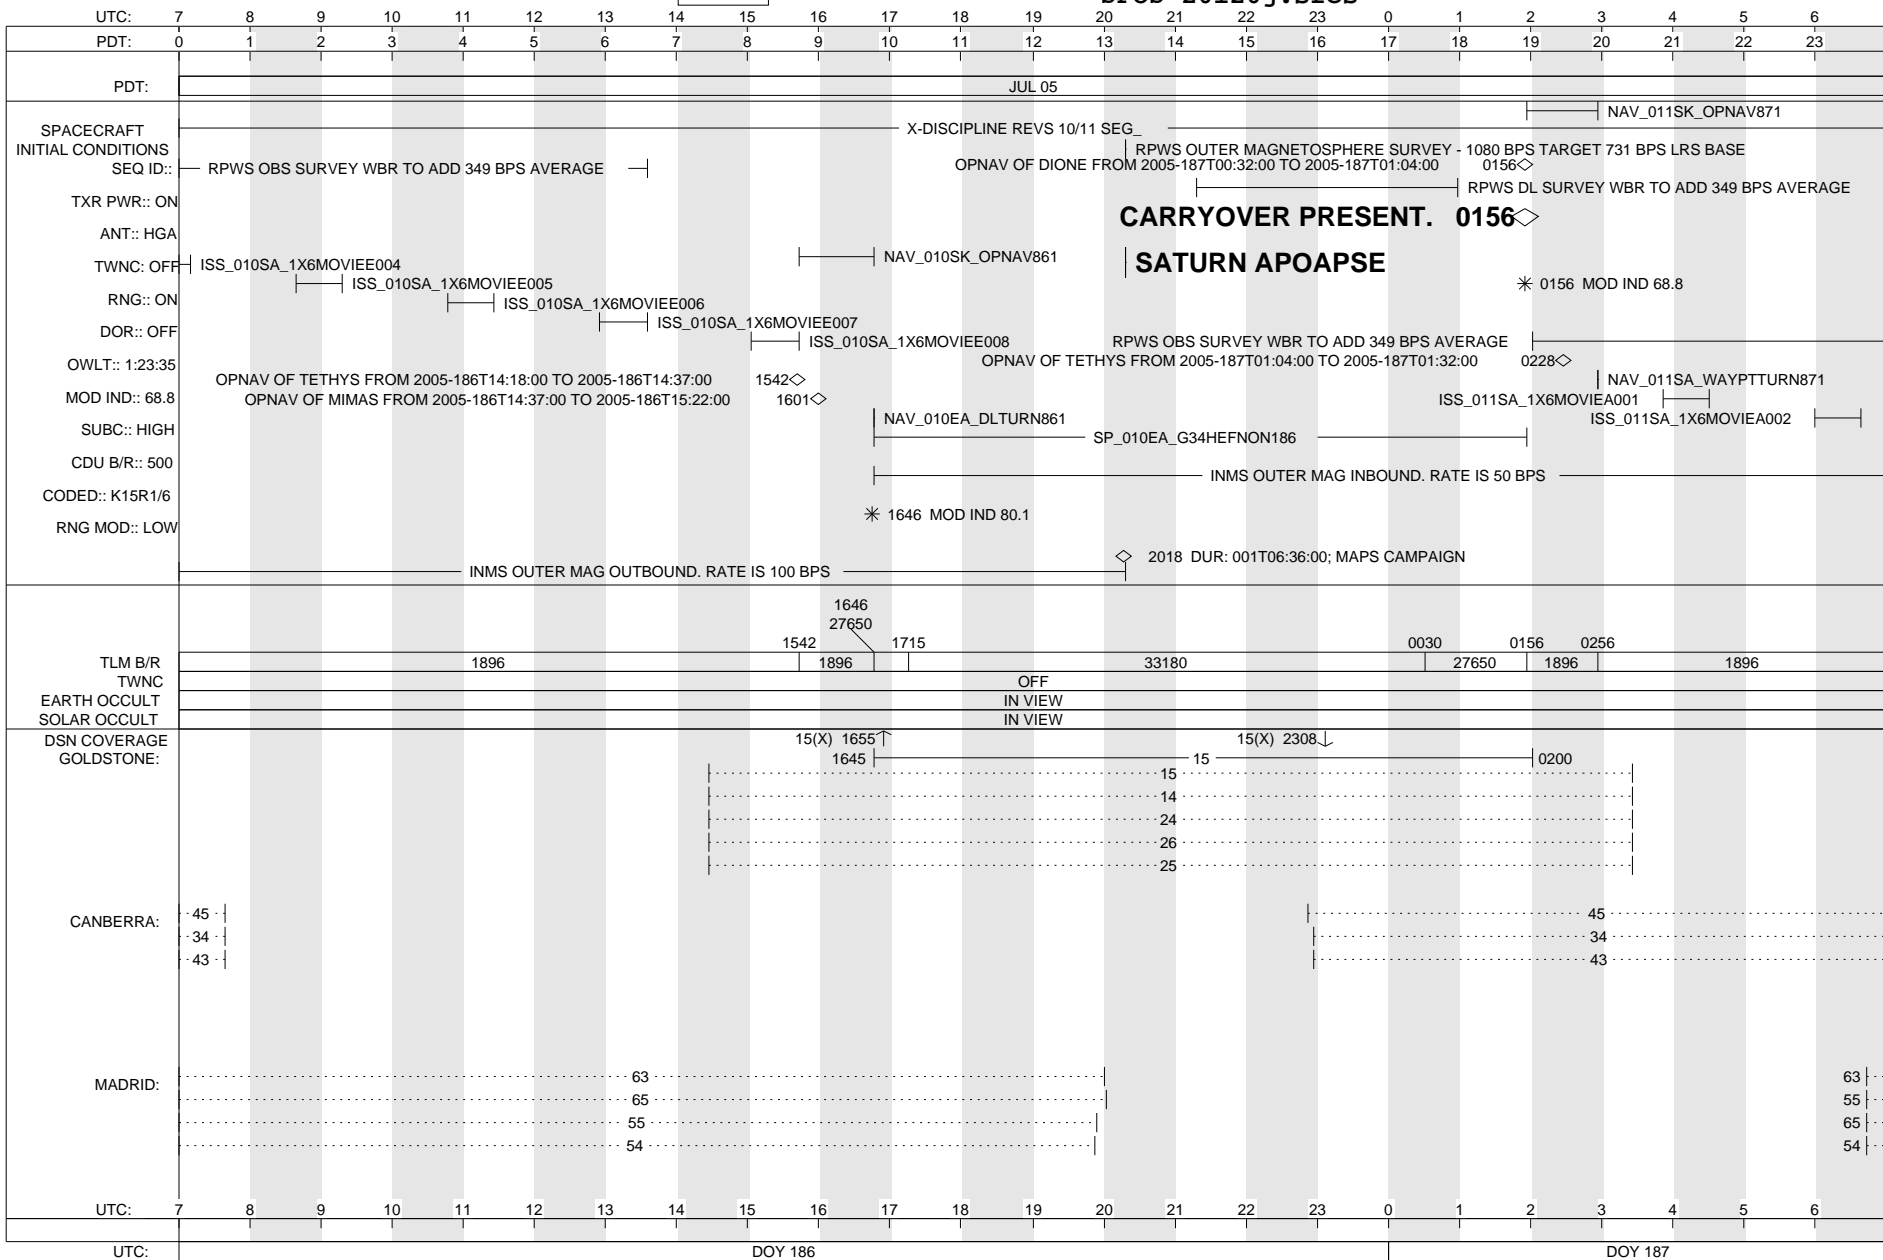 UTC: 7 8 9 10 11 12 13 14 15 16 17 18 19 20 21 22 23 0 1 2 3 4 5 6
PDT: 0 1 2 3 4 5 6 7 8 9 10 11 12 13 14 15 16 17 18 19 20 21 22 23
PDT: JUL 05
NAV_011SK_OPNAV871
SPACECRAFT X-DISCIPLINE REVS 10/11 SEG_
INITIAL CONDITIONS RPWS OUTER MAGNETOSPHERE SURVEY - 1080 BPS TARGET 731 BPS LRS BASE
SEQ ID:: RPWS OBS SURVEY WBR TO ADD 349 BPS AVERAGE OPNAV OF DIONE FROM 2005-187T00:32:00 TO 2005-187T01:04:00 0156
RPWS DL SURVEY WBR TO ADD 349 BPS AVERAGE
TXR PWR:: ON
CARRYOVER PRESENT. 0156
ANT:: HGA
NAV_010SK_OPNAV861
TWNC: OFF ISS_010SA_1X6MOVIEE004 SATURN APOAPSE
ISS_010SA_1X6MOVIEE005 0156 MOD IND 68.8
RNG:: ON ISS_010SA_1X6MOVIEE006
ISS_010SA_1X6MOVIEE007
DOR:: OFF
ISS_010SA_1X6MOVIEE008 RPWS OBS SURVEY WBR TO ADD 349 BPS AVERAGE
OWLT:: 1:23:35 OPNAV OF TETHYS FROM 2005-187T01:04:00 TO 2005-187T01:32:00 0228
OPNAV OF TETHYS FROM 2005-186T14:18:00 TO 2005-186T14:37:00 1542 NAV_011SA_WAYPTTURN871
MOD IND:: 68.8 OPNAV OF MIMAS FROM 2005-186T14:37:00 TO 2005-186T15:22:00 1601 ISS_011SA_1X6MOVIEA001
NAV_010EA_DLTURN861 ISS_011SA_1X6MOVIEA002
SUBC:: HIGH SP_010EA_G34HEFNON186
CDU B/R:: 500
INMS OUTER MAG INBOUND. RATE IS 50 BPS
CODED:: K15R1/6
1646 MOD IND 80.1
RNG MOD:: LOW
2018 DUR: 001T06:36:00; MAPS CAMPAIGN
INMS OUTER MAG OUTBOUND. RATE IS 100 BPS
1646
27650
1542 1715 0030 0156 0256
TLM B/R 1896 1896 33180 27650 1896 1896
TWNC OFF
EARTH OCCULT IN VIEW
SOLAR OCCULT IN VIEW
DSN COVERAGE 15(X) 1655 15(X) 2308
GOLDSTONE: 1645 15 0200
15
14
24
26
25
CANBERRA: 45 45
34 34
43 43
MADRID: 63 63
65 55
55 65
54 54
UTC: 7 8 9 10 11 12 13 14 15 16 17 18 19 20 21 22 23 0 1 2 3 4 5 6
UTC: DOY 186 DOY 187